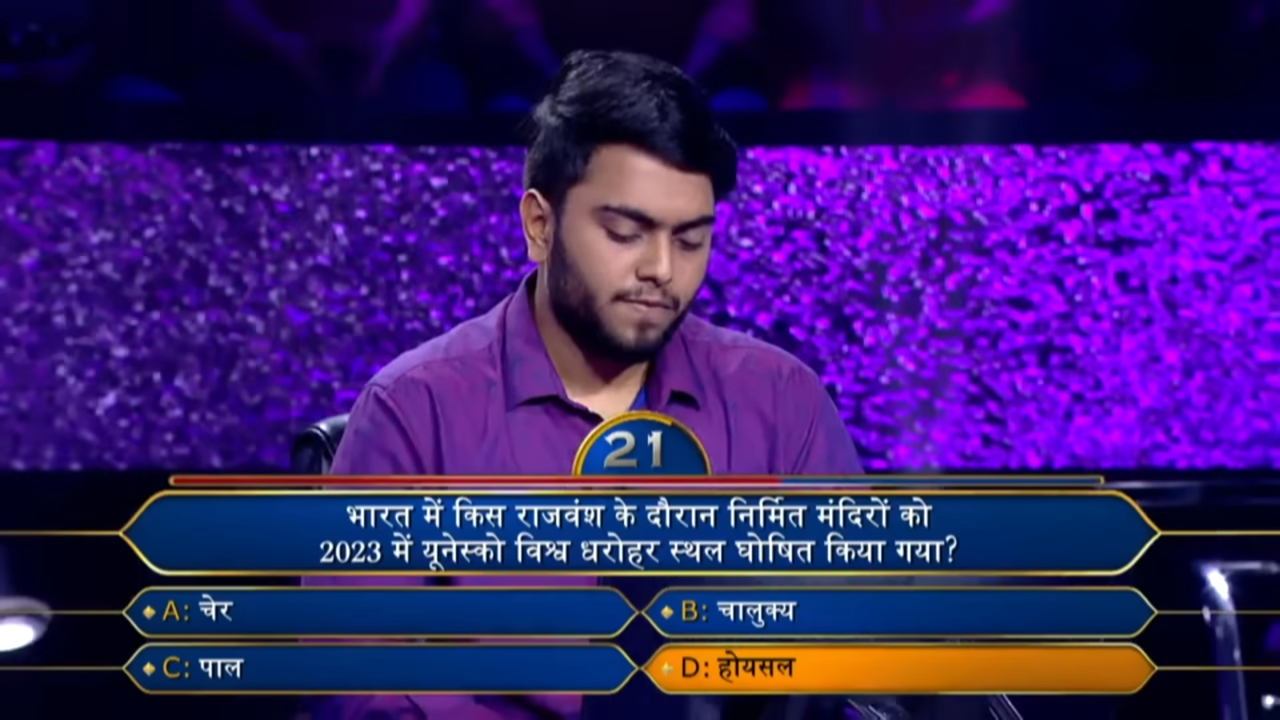 21
भारत में किस राजवंश के दौरान निर्मित मंदिरों को
2023 में यूनेस्को विश्व धरोहर स्थल घोषित किया गया?
A: चेर
B: चालुक्य
C: पाल
D: होयसल